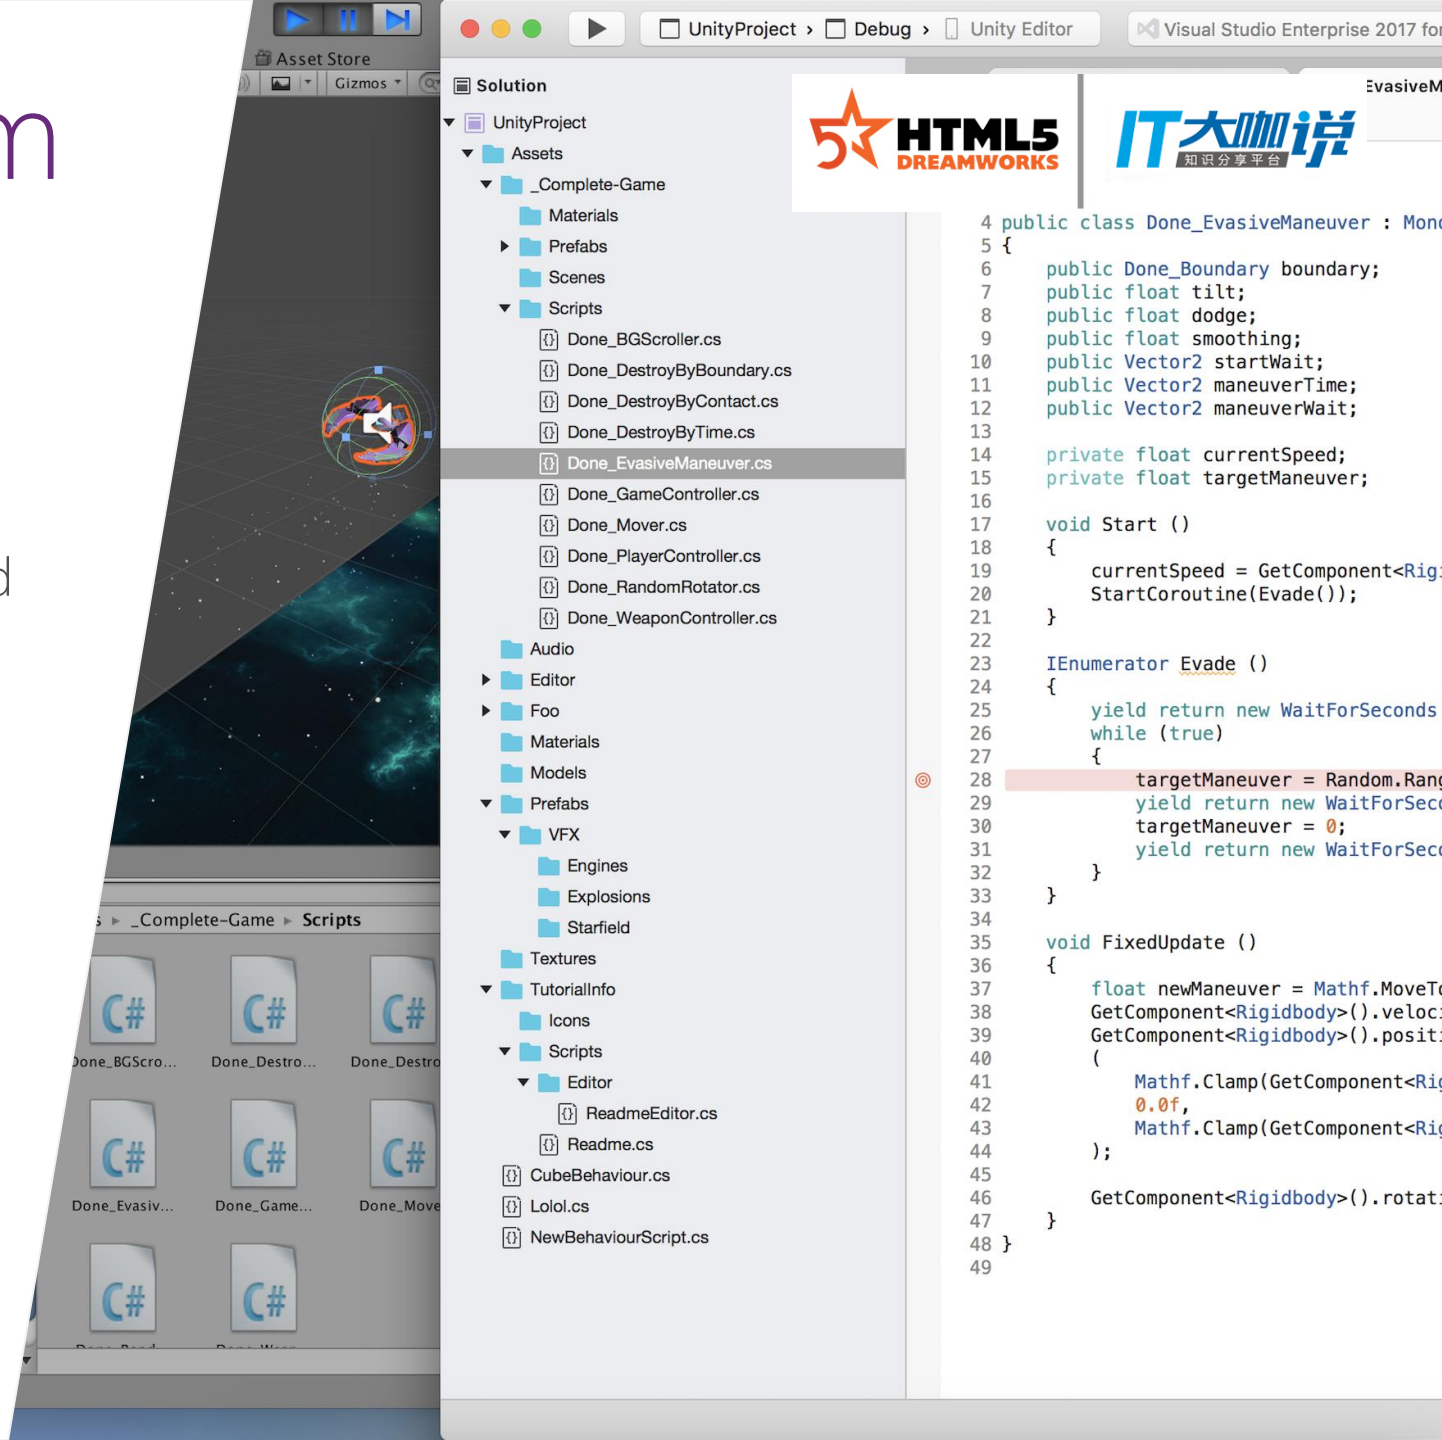 m
d
Asset Store
Gizmos
_Complete-Game Scripts
Done_BGScro... Done_Destro... Done_Destro
Done_Evasiv... Done_Game... Done_Move
UnityProject > Debug > Unity Editor
Visual Studio Enterprise 2017 for
Solution
UnityProject
Assets
_Complete-Game
Materials
Prefabs
Scenes
Scripts
Done_BGScroller.cs
Done_DestroyByBoundary.cs
Done_DestroyByContact.cs
Done_DestroyByTime.cs
Done_EvasiveManeuver.cs
Done_GameController.cs
Done_Mover.cs
Done_PlayerController.cs
Done_RandomRotator.cs
Done_WeaponController.cs
Audio
Editor
Foo
Materials
Models
Prefabs
VFX
Engines
Explosions
Starfield
Textures
TutorialInfo
Icons
Scripts
Editor
ReadmeEditor.cs
Readme.cs
CubeBehaviour.cs
Lolol.cs
NewBehaviourScript.cs
5 HTML5
DREAMWORKS
IT大咖说
知识分享平台
EvasiveM
4 public class Done_EvasiveManeuver : Mono
5 {
6 public Done_Boundary boundary;
7 public float tilt;
8 public float dodge;
9 public float smoothing;
10 public Vector2 startWait;
11 public Vector2 maneuverTime;
12 public Vector2 maneuverWait;
13
14 private float currentSpeed;
15 private float targetManeuver;
16
17 void Start ()
18 {
19 currentSpeed = GetComponent<Rigi
20 StartCoroutine(Evade());
21 }
22
23 IEnumerator Evade ()
24 {
25 yield return new WaitForSeconds
26 while (true)
27 {
28 targetManeuver = Random.Rang
29 yield return new WaitForSeco
30 targetManeuver = 0;
31 yield return new WaitForSeco
32 }
33 }
34
35 void FixedUpdate ()
36 {
37 float newManeuver = Mathf.MoveTo
38 GetComponent<Rigidbody>().veloci
39 GetComponent<Rigidbody>().positi
40 (
41 Mathf.Clamp(GetComponent<Rig
42 0.0f,
43 Mathf.Clamp(GetComponent<Rig
44 );
45
46 GetComponent<Rigidbody>().rotati
47 }
48 }
49